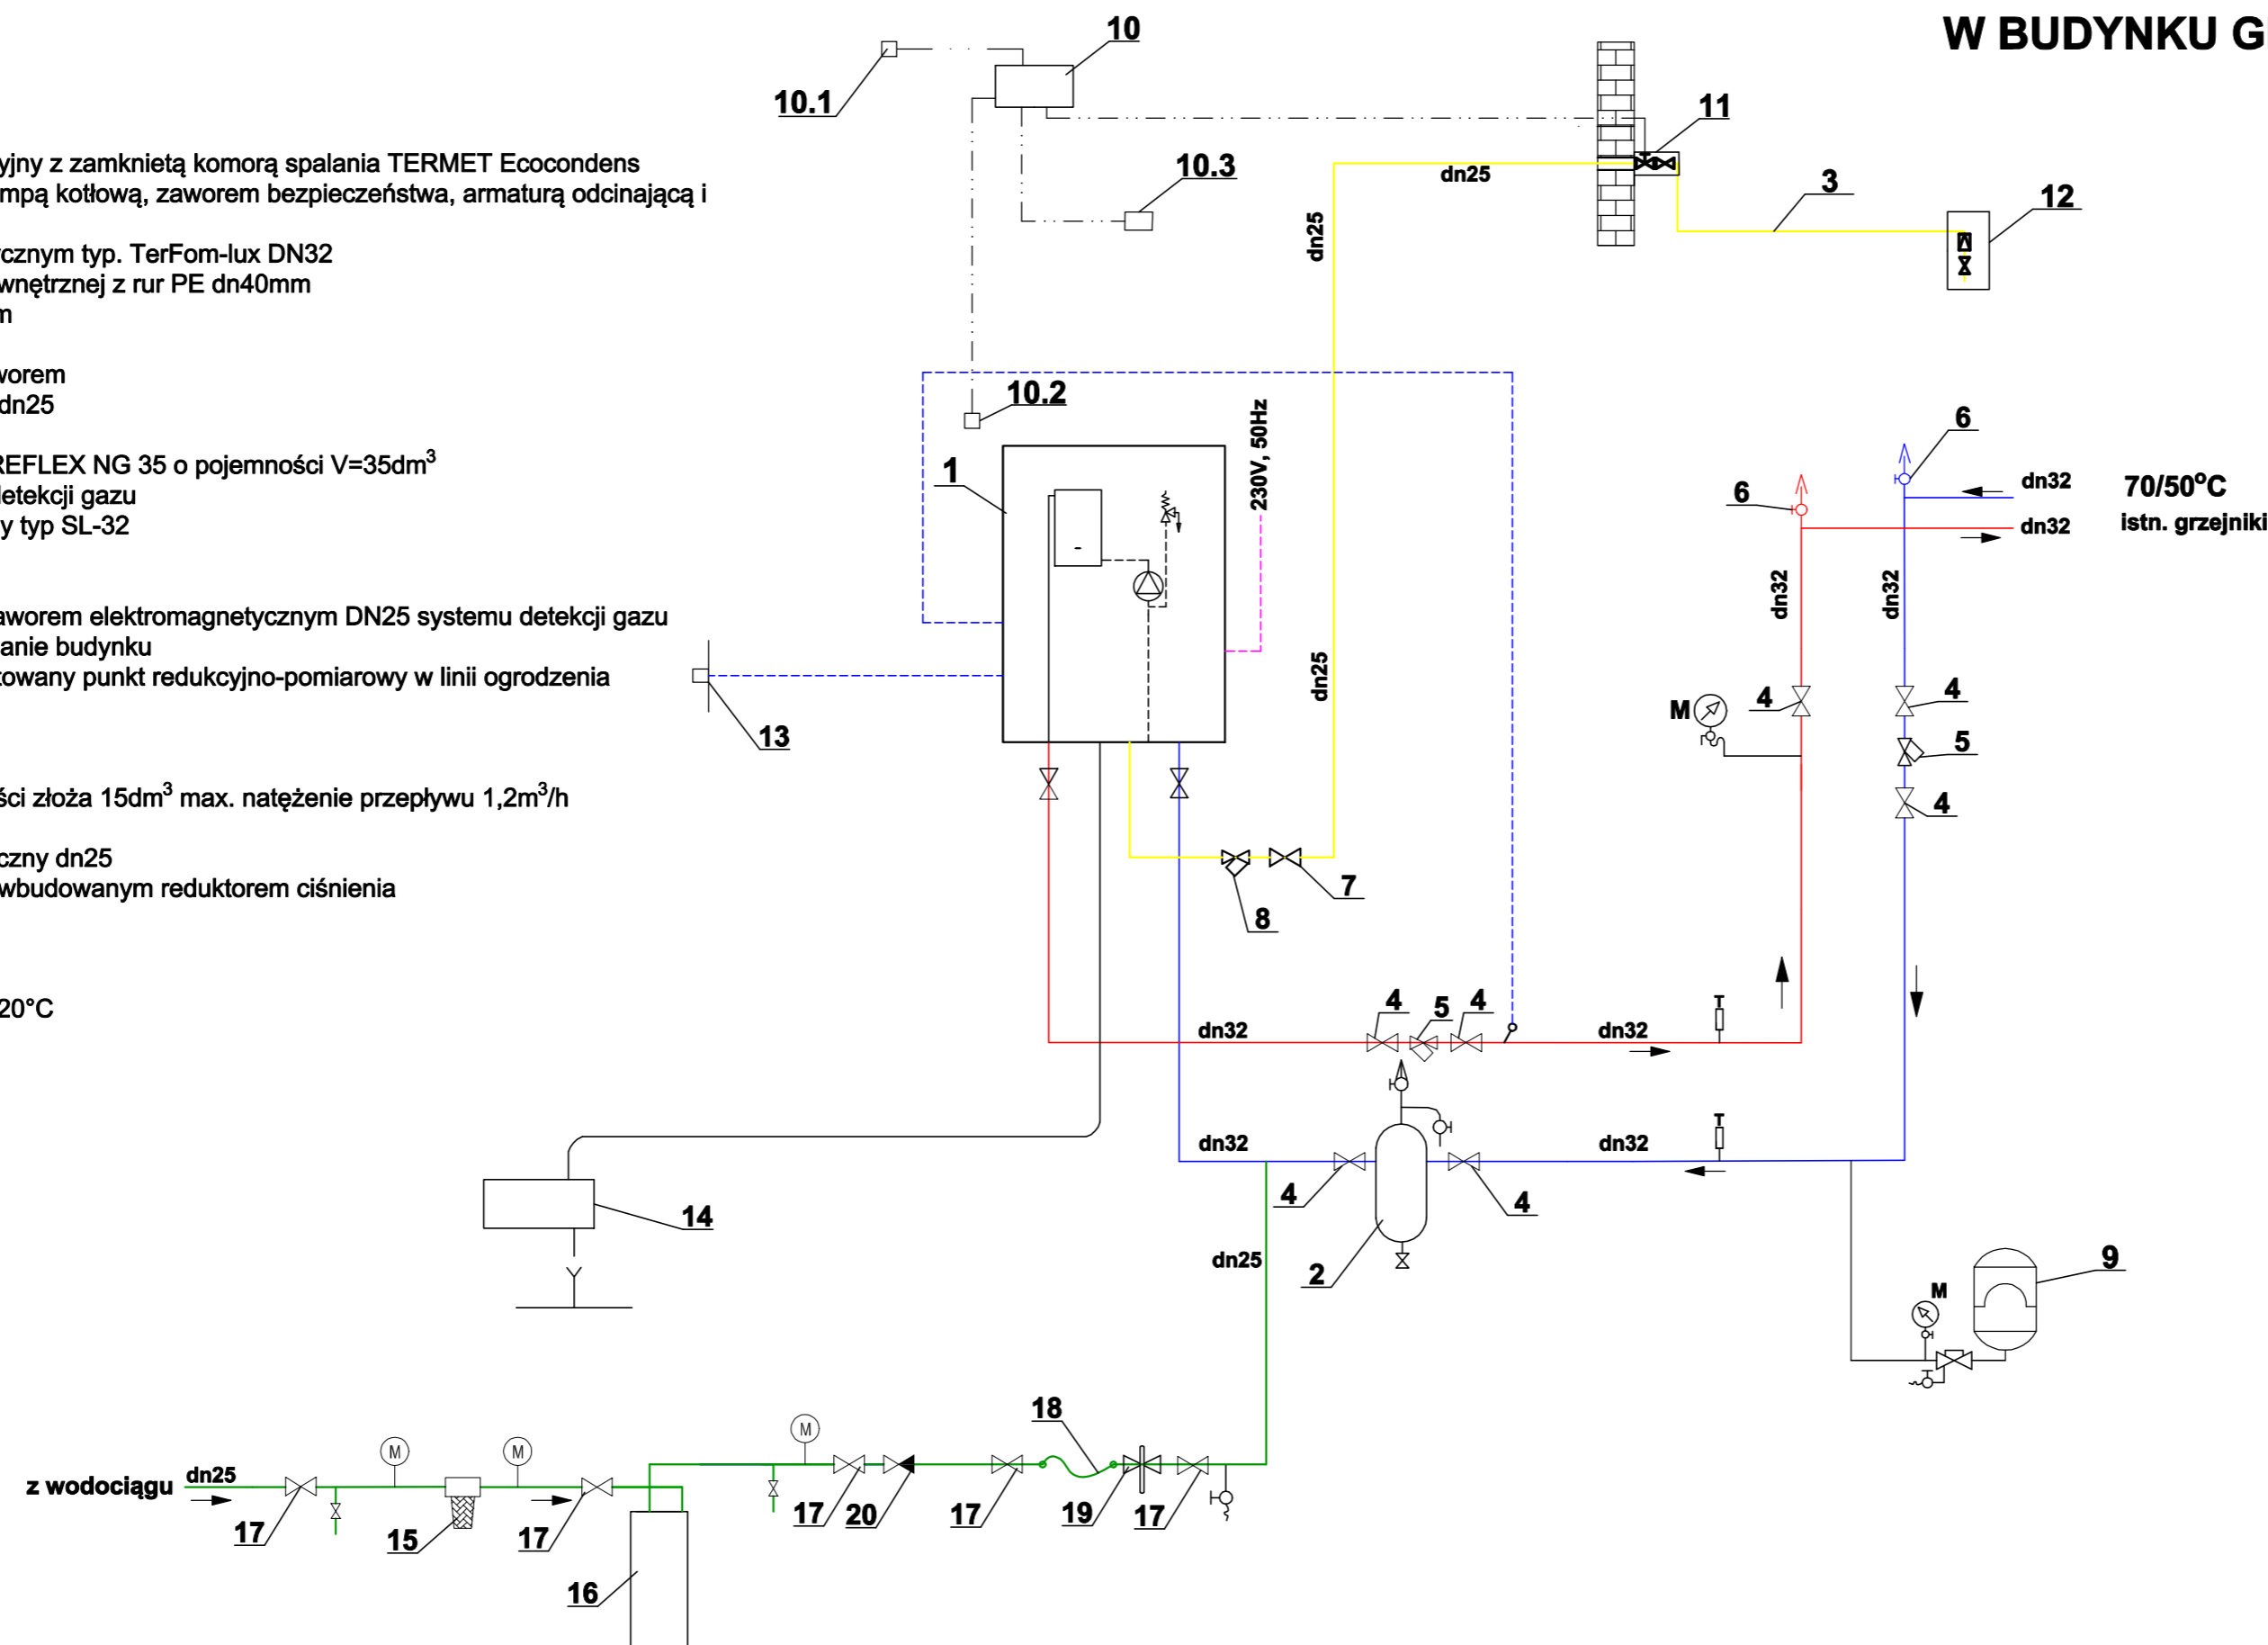 W BUDYNKU G
yjny z zamknietą komorą spalania TERMET Ecocondens
mpą kotłową, zaworem bezpieczeństwa, armaturą odcinającą i
ycznym typ. TerFom-lux DN32
wnętrznej z rur PE dn40mm
m
worem
dn25
REFLEX NG 35 o pojemności V=35dm³
detekcji gazu
y typ SL-32
aworem elektromagnetycznym DN25 systemu detekcji gazu
anie budynku
towany punkt redukcyjno-pomiarowy w linii ogrodzenia
ści złoża 15dm³ max. natężenie przepływu 1,2m³/h
czny dn25
wbudowanym reduktorem ciśnienia
20°C
10
10.1
10.3
10.2
11
dn25
3
12
dn25
1
230V, 50Hz
dn25
13
6
6
dn32
70/50°C
dn32
istn. grzejniki
dn32
dn32
M
4
4
5
4
7
8
dn32
4
5
4
dn32
T
dn32
4
2
4
dn32
T
14
dn25
9
M
z wodociągu
dn25
17
M
15
M
17
16
M
17
20
17
18
19
17